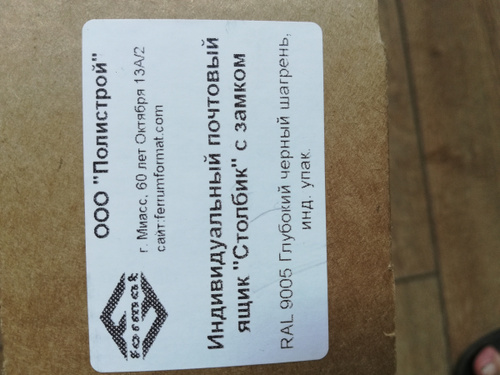 ООО "Полистрой"
г. Миасс, 60 лет Октября 13А/2
сайт:ferrumformat.com
format
Индивидуальный почтовый
ящик "Столбик" с замком
RAL 9005 Глубокий черный шагрень,
инд. упак.